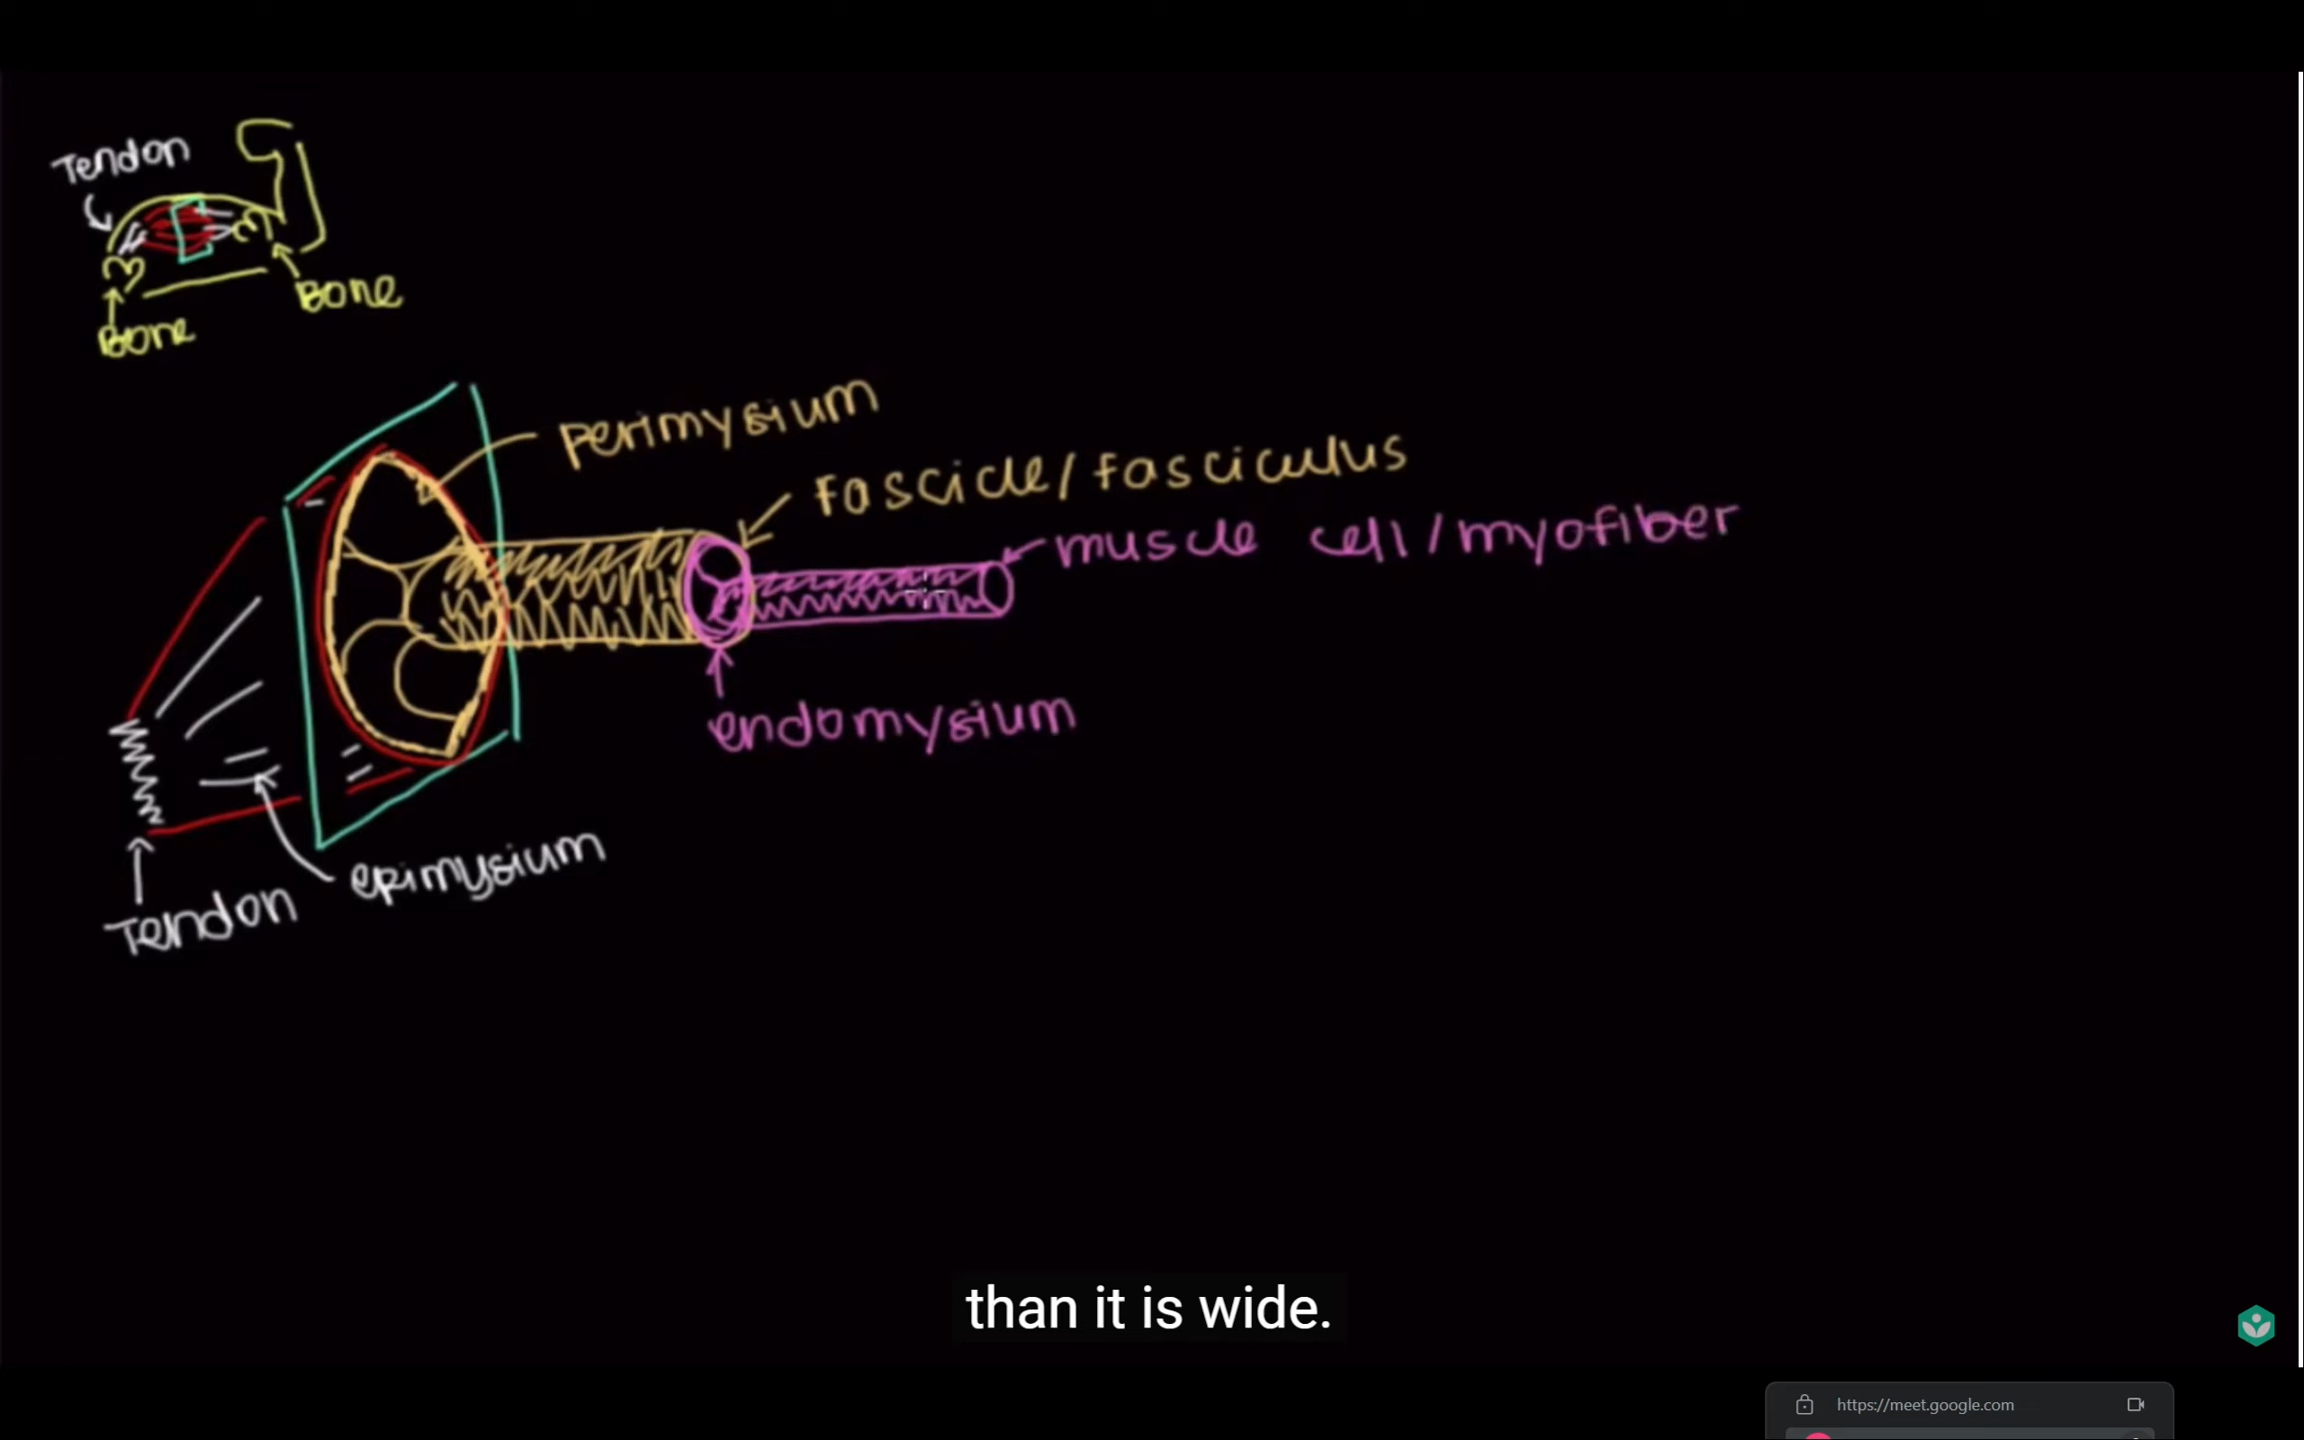 Tendon
Bone
Bone
perimysium
fascicle/fasciculus
muscle cell/myofiber
endomysium
epimysium
Tendon
than it is wide.
https://meet.google.com